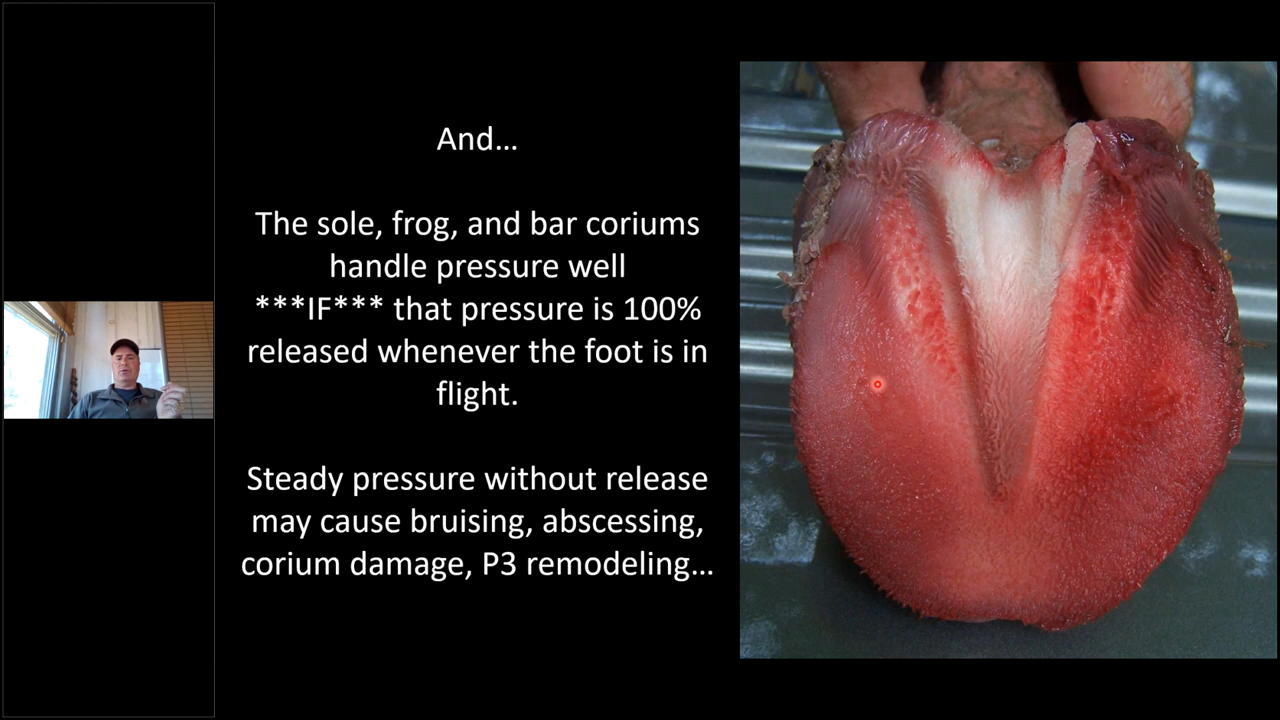 And...
The sole, frog, and bar coriums
handle pressure well
***IF*** that pressure is 100%
released whenever the foot is in
flight.
Steady pressure without release
may cause bruising, abscessing,
corium damage, P3 remodeling...